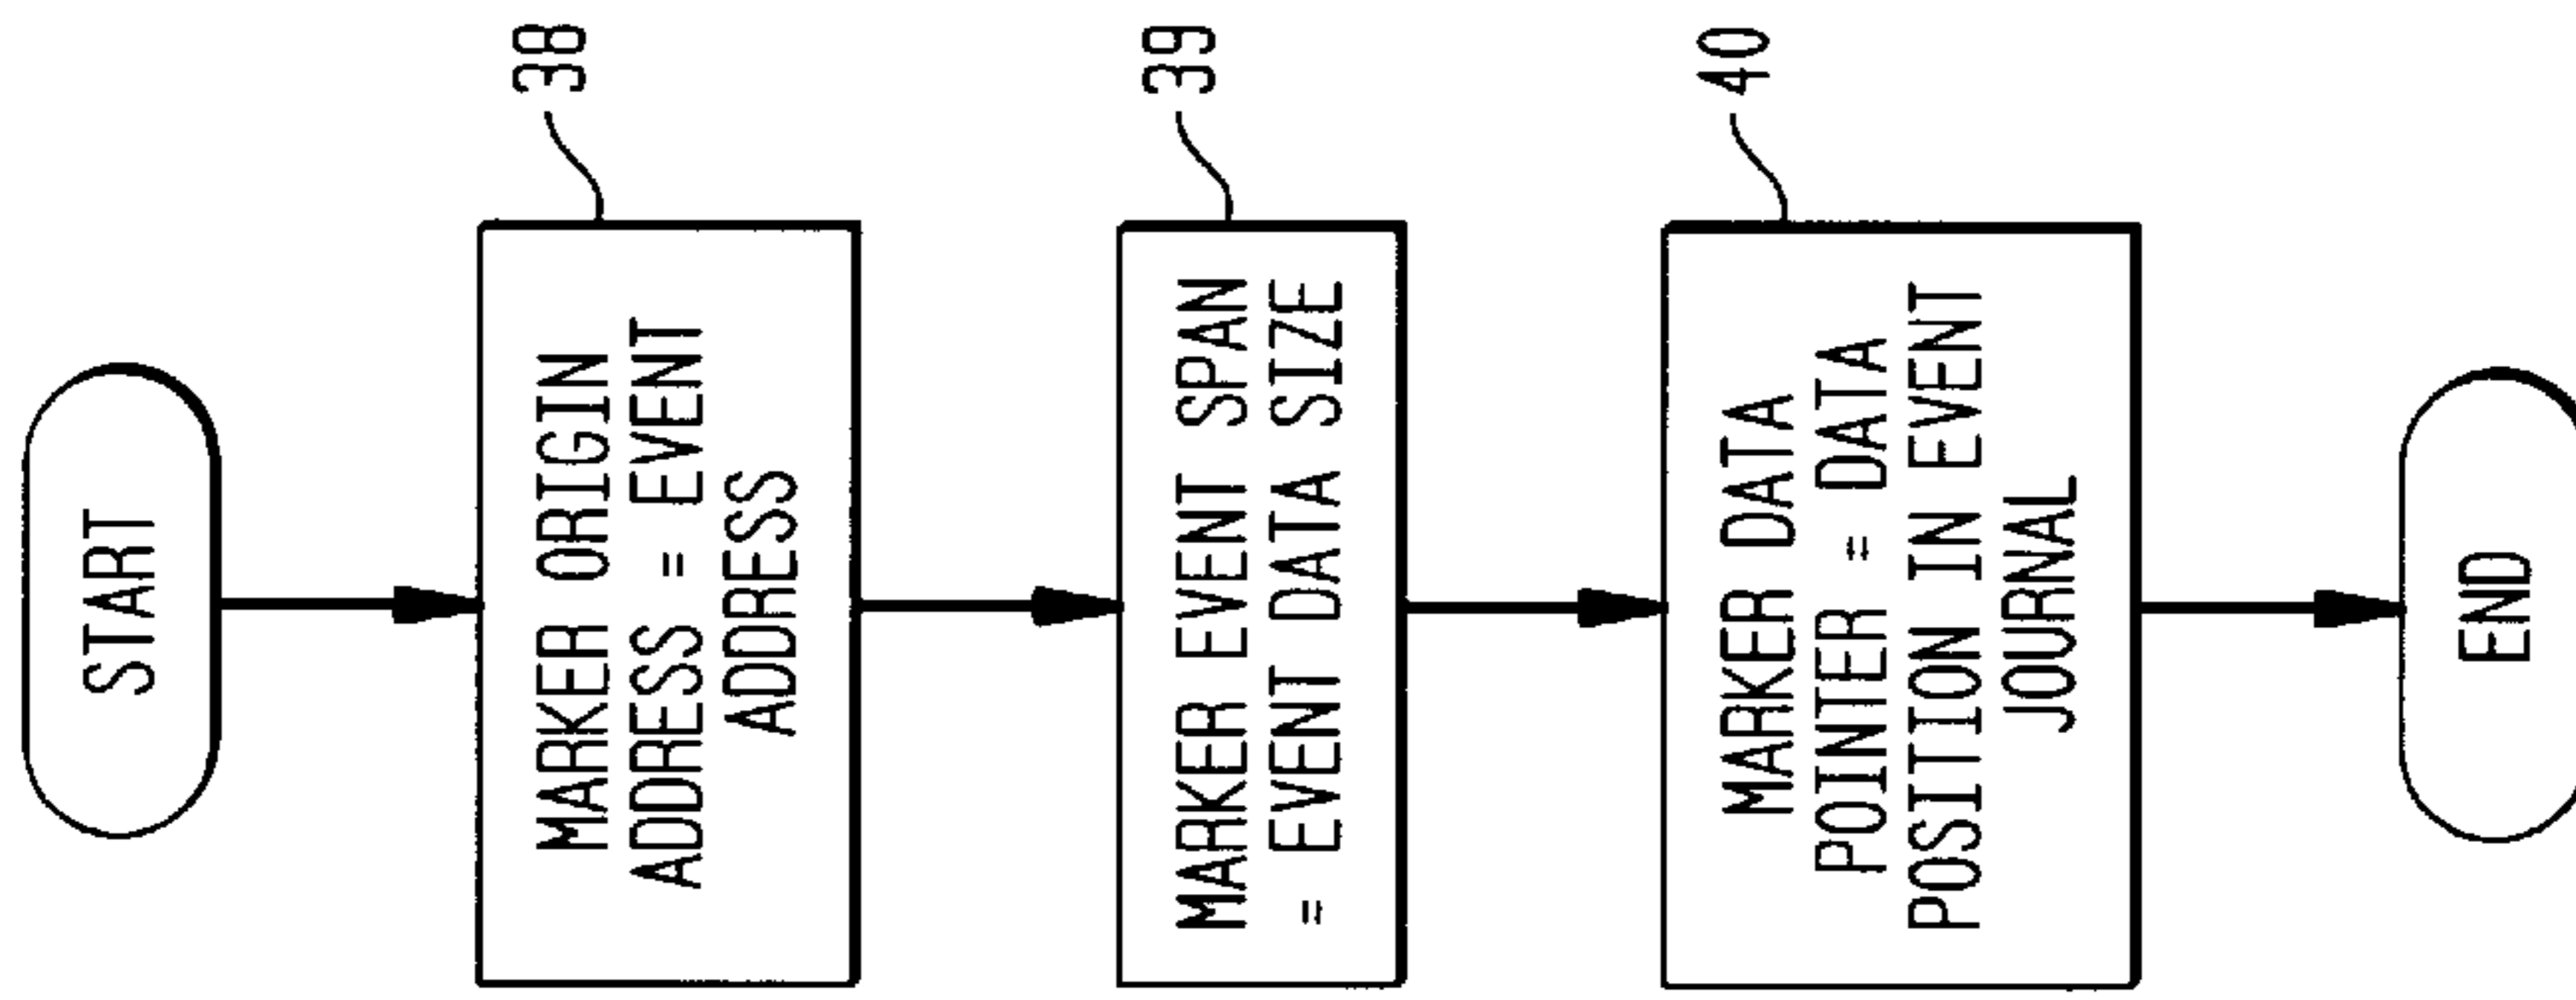 START
38
MARKER ORIGIN
ADDRESS = EVENT
ADDRESS
39
MARKER EVENT SPAN
= EVENT DATA SIZE
40
MARKER DATA
POINTER = DATA
POSITION IN EVENT
JOURNAL
END